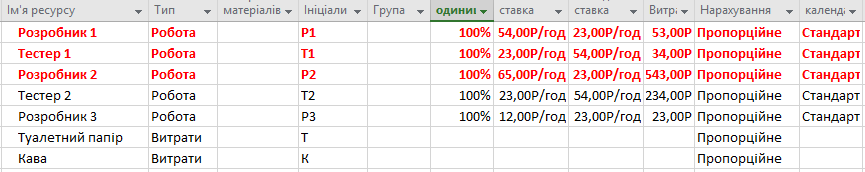 Ім'я ресурсу Тип матеріалів Ініціали Група одиниц ставка ставка Витра Нарахування календа
Розробник 1 Робота Р1 100% 54,00Р/год 23,00Р/год 53,00Р Пропорційне Стандарт
Тестер 1 Робота Т1 100% 23,00Р/год 54,00Р/год 34,00Р Пропорційне Стандарт
Розробник 2 Робота Р2 100% 65,00Р/год 23,00Р/год 543,00Р Пропорційне Стандарт
Тестер 2 Робота Т2 100% 23,00Р/год 54,00Р/год 234,00Р Пропорційне Стандарт
Розробник 3 Робота Р3 100% 12,00Р/год 23,00Р/год 23,00Р Пропорційне Стандарт
Туалетний папір Витрати Т Пропорційне
Кава Витрати К Пропорційне